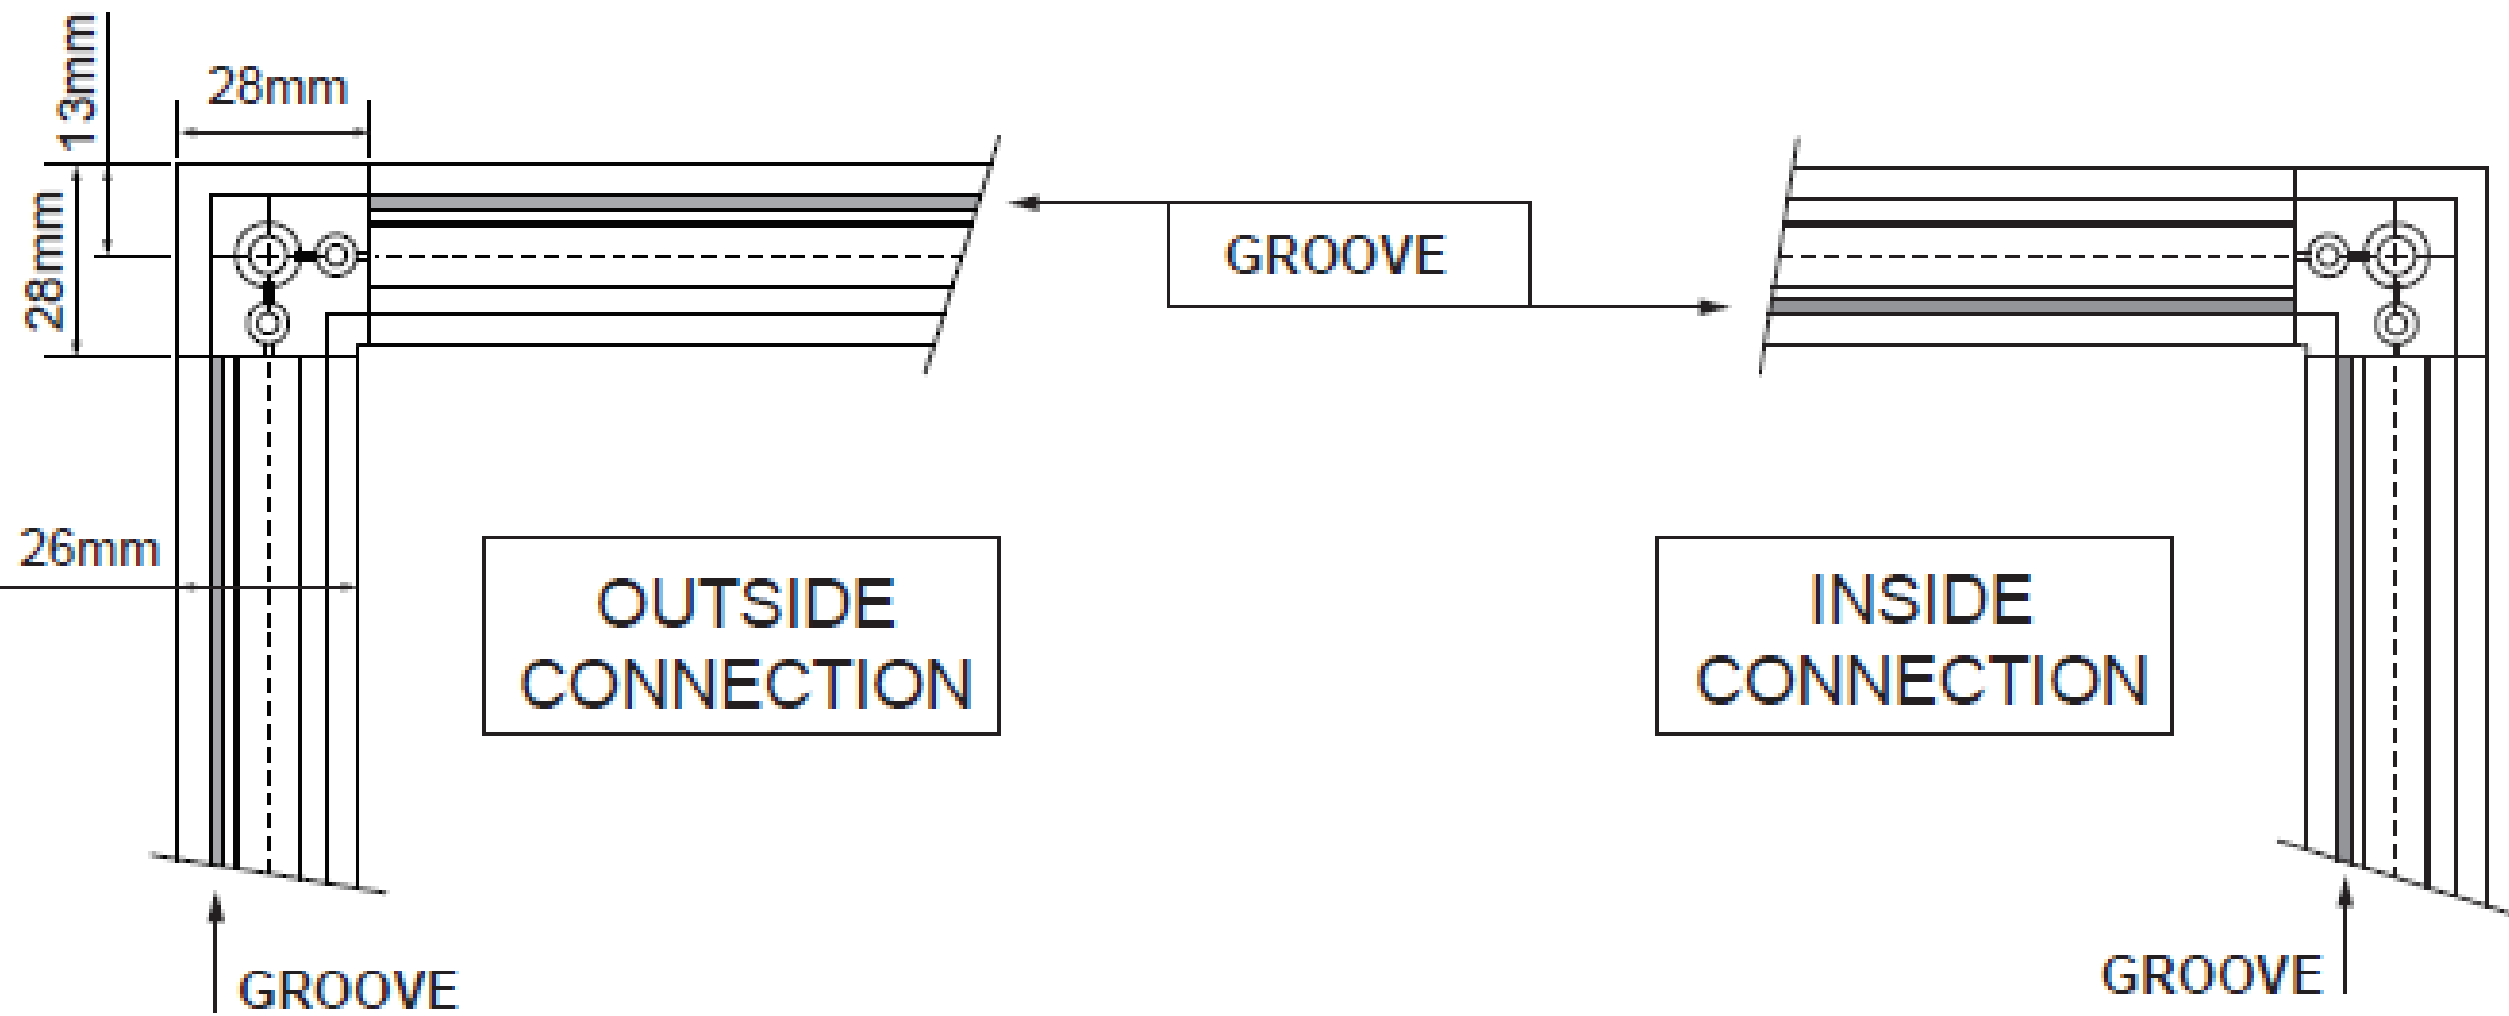 13mm
28mm
28mm
GROOVE
26mm
OUTSIDE
CONNECTION
INSIDE
CONNECTION
GROOVE
GROOVE